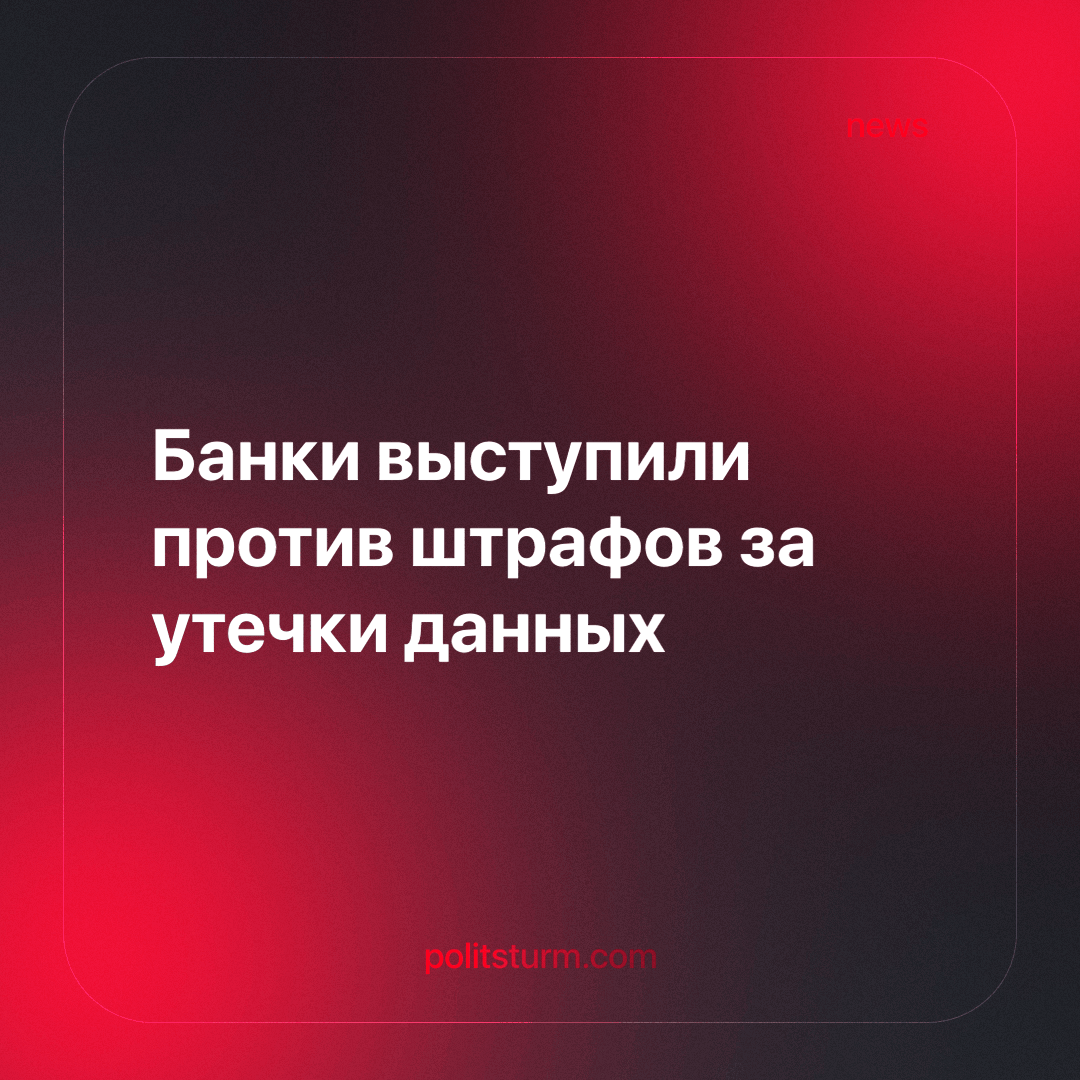 news
Банки выступили
против штрафов за
утечки данных
politsturm.com